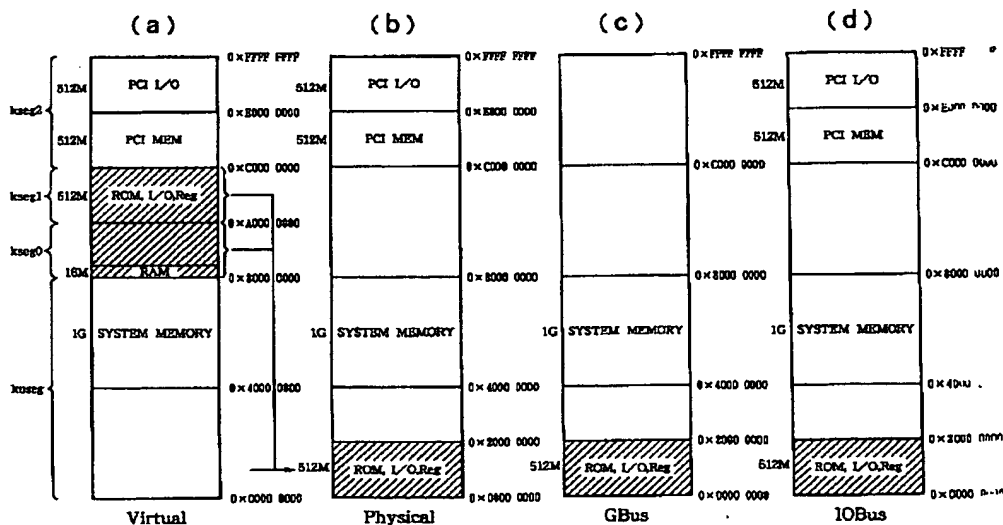 (a)
kseg2
kseg1
kseg0
kuseg
512M
512M
512M
16M
1G
PCI I/O
PCI MEM
ROM, I/O,Reg
RAM
SYSTEM MEMORY
0×FFFF FFFF
0×E000 0000
0×C000 0000
0×A000 0000
0×8000 0000
0×4000 0000
0×0000 0000
Virtual
(b)
512M
512M
1G
512M
PCI I/O
PCI MEM
SYSTEM MEMORY
ROM, I/O,Reg
0×FFFF FFFF
0×E000 0000
0×C000 0000
0×8000 0000
0×4000 0000
0×2000 0000
0×0000 0000
Physical
(c)
1G
512M
SYSTEM MEMORY
ROM, I/O,Reg
0×FFFF FFFF
0×C000 0000
0×8000 0000
0×4000 0000
0×2000 0000
0×0000 0000
GBus
(d)
512M
512M
1G
512M
PCI I/O
PCI MEM
SYSTEM MEMORY
ROM, I/O,Reg
0×FFFF
0×C000 0000
0×8000 0000
0×4000
0×2000 0000
0×0000
IOBus